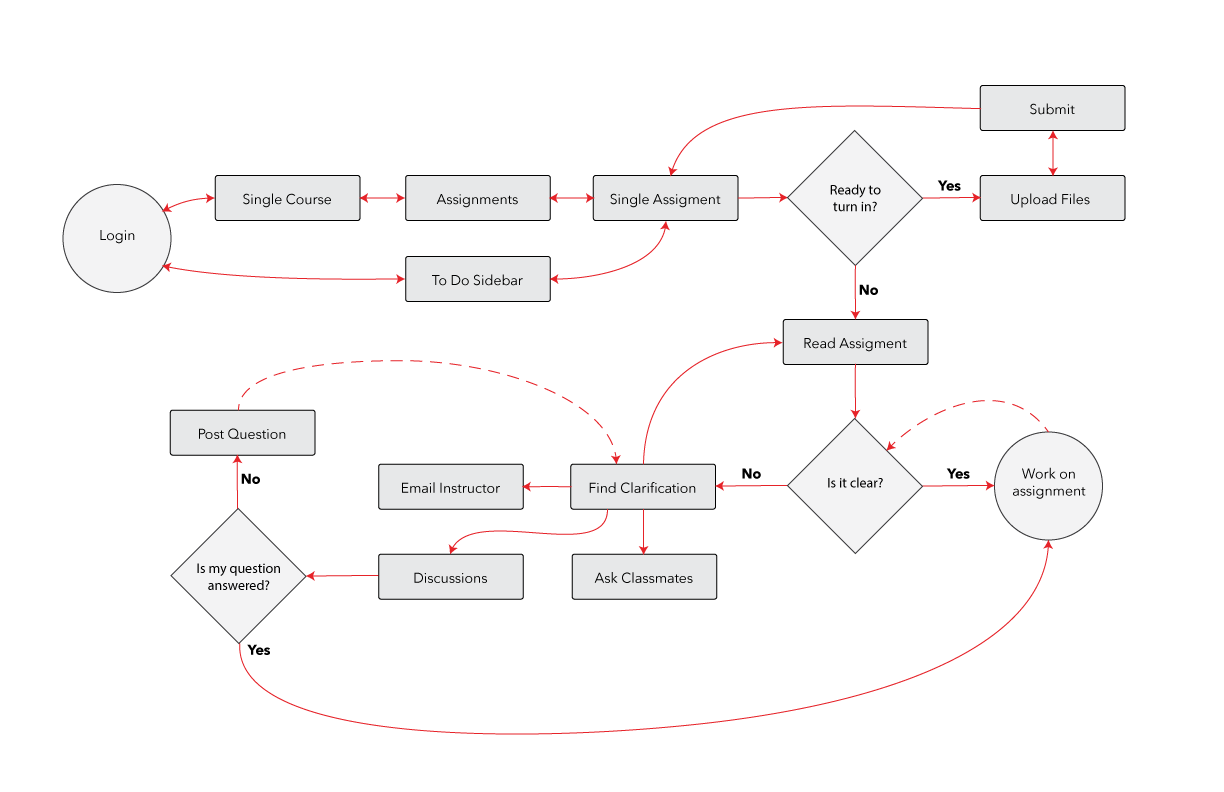 Submit
Ready to
turn in?
Yes
Single Course
Assignments
Single Assigment
Upload Files
Login
To Do Sidebar
No
Read Assigment
Post Question
No
Email Instructor
Find Clarification
No
Is it clear?
Yes
Work on
assignment
Is my question
answered?
Discussions
Ask Classmates
Yes